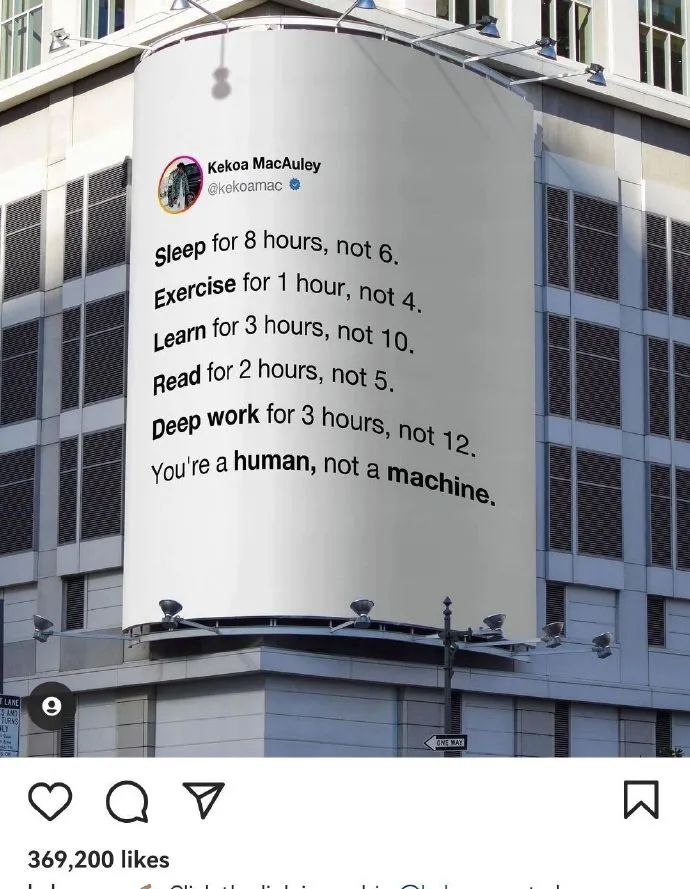 Kekoa MacAuley
@kekoamac
Sleep for 8 hours, not 6.
Exercise for 1 hour, not 4.
Learn for 3 hours, not 10.
Read for 2 hours, not 5.
Deep work for 3 hours, not 12.
You're a human, not a machine.
ONE WAY
369,200 likes